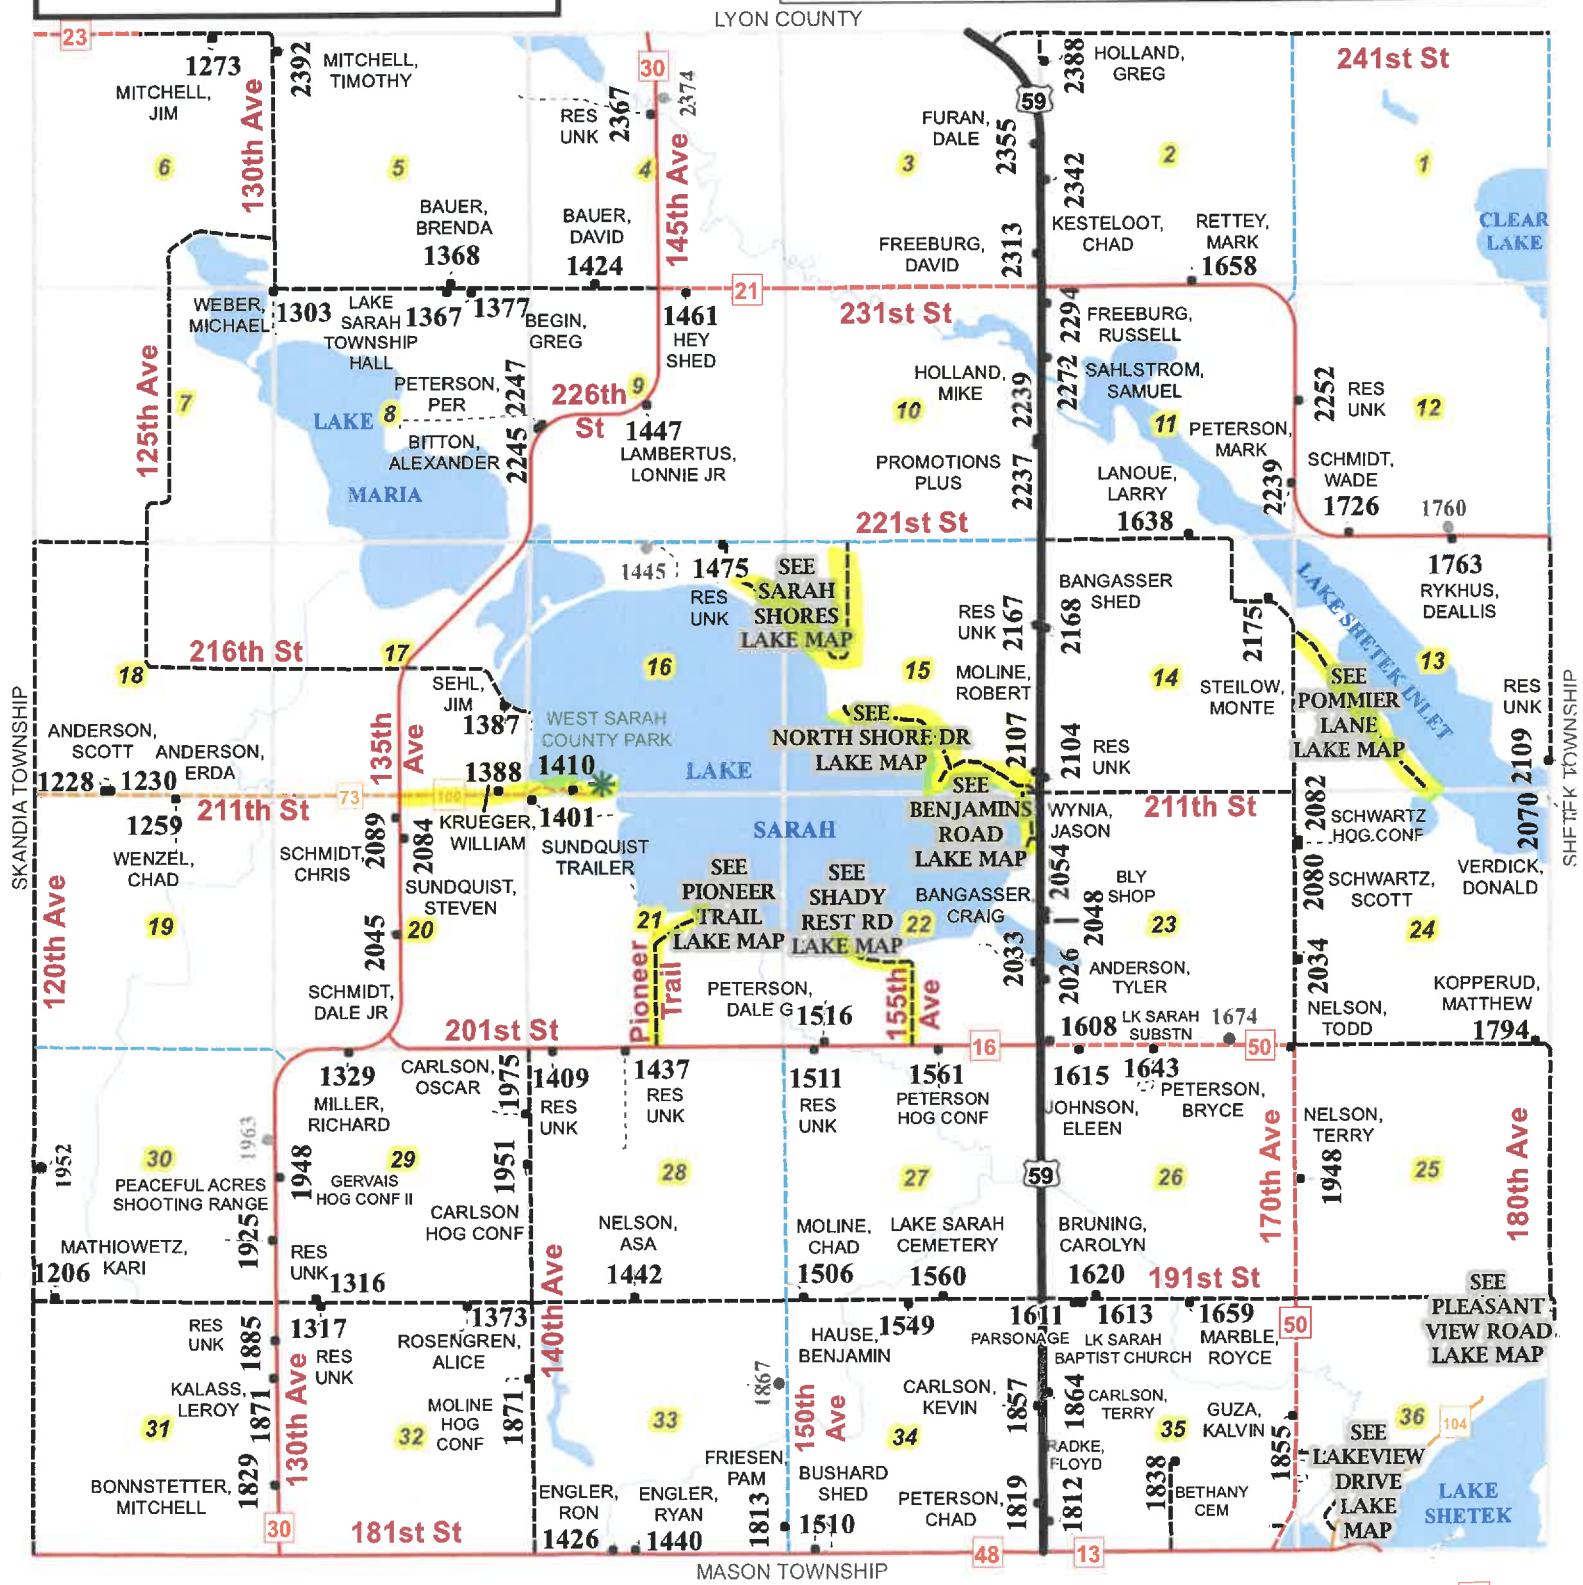 LYON COUNTY
23
1273
MITCHELL,
JIM
130th Ave
2392
MITCHELL,
TIMOTHY
30
2374
RES
UNK
2367
145th Ave
59
2388
HOLLAND,
GREG
241st St
FURAN,
DALE
2355
2342
6
5
4
3
2
1
BAUER,
BRENDA
1368
BAUER,
DAVID
1424
FREEBURG,
DAVID
2313
KESTELOOT,
CHAD
RETTEY,
MARK
1658
CLEAR
LAKE
WEBER,
MICHAEL
1303
LAKE
SARAH
TOWNSHIP
HALL
1367
1377
BEGIN,
GREG
21
1461
HEY
SHED
231st St
2294
FREEBURG,
RUSSELL
125th Ave
7
LAKE
MARIA
8
PETERSON,
PER
2247
BITTON,
ALEXANDER
2245
226th
St
9
1447
LAMBERTUS,
LONNIE JR
HOLLAND,
MIKE
2239
10
2272
SAHLSTROM,
SAMUEL
11
PETERSON,
MARK
2239
2252
RES
UNK
12
PROMOTIONS
PLUS
2237
LANOUE,
LARRY
1638
SCHMIDT,
WADE
1726
1760
221st St
1445
1475
RES
UNK
SEE
SARAH
SHORES
LAKE MAP
BANGASSER
SHED
RES
UNK
2167
2168
2175
LAKE SHETEK INLET
1763
RYKHUS,
DEALLIS
216th St
17
18
16
15
14
13
SEHL,
JIM
1387
MOLINE,
ROBERT
STEILOW,
MONTE
SEE
POMMIER
LANE
LAKE MAP
RES
UNK
2109
SKANDIA TOWNSHIP
SHETEK TOWNSHIP
ANDERSON,
SCOTT
1228
ANDERSON,
ERDA
1230
135th
Ave
WEST SARAH
COUNTY PARK
1388
1410
SEE
NORTH SHORE DR
LAKE MAP
2107
2104
RES
UNK
LAKE
SARAH
73
100
211th St
1259
WENZEL,
CHAD
SCHMIDT,
CHRIS
2089
2084
KRUEGER,
WILLIAM
1401
SUNDQUIST
TRAILER
SEE
BENJAMINS
ROAD
LAKE MAP
WYNIA,
JASON
211th St
2082
SCHWARTZ
HOG.CONF
2070
2054
BLY
SHOP
2080
SCHWARTZ,
SCOTT
VERDICK,
DONALD
120th Ave
19
SUNDQUIST,
STEVEN
20
2045
21
SEE
PIONEER
TRAIL
LAKE MAP
SEE
SHADY
REST RD
LAKE MAP
BANGASSER,
CRAIG
22
2048
23
24
2033
2026
ANDERSON,
TYLER
2034
NELSON,
TODD
KOPPERUD,
MATTHEW
1794
SCHMIDT,
DALE JR
201st St
Pioneer
Trail
PETERSON,
DALE G
1516
155th
Ave
1608
LK SARAH
SUBSTN
1674
16
50
1329
MILLER,
RICHARD
CARLSON,
OSCAR
1975
1409
RES
UNK
1437
RES
UNK
1511
RES
UNK
1561
PETERSON
HOG CONF
1615
JOHNSON,
ELEEN
1643
PETERSON,
BRYCE
170th Ave
NELSON,
TERRY
1948
180th Ave
1952
30
PEACEFUL ACRES
SHOOTING RANGE
1963
1948
29
GERVAIS
HOG CONF II
1951
28
27
59
26
25
MATHIOWETZ,
KARI
1206
1925
RES
UNK
1316
CARLSON
HOG CONF
140th Ave
NELSON,
ASA
1442
MOLINE,
CHAD
1506
LAKE SARAH
CEMETERY
1560
BRUNING,
CAROLYN
1620
191st St
SEE
PLEASANT
VIEW ROAD
LAKE MAP
RES
UNK
1885
1317
RES
UNK
1373
ROSENGREN,
ALICE
HAUSE,
BENJAMIN
1549
1611
PARSONAGE
1613
LK SARAH
BAPTIST CHURCH
1659
MARBLE,
ROYCE
50
KALASS,
LEROY
1871
130th Ave
MOLINE
HOG
CONF
1871
1867
150th
Ave
CARLSON,
KEVIN
1857
1864
CARLSON,
TERRY
GUZA,
KALVIN
1855
31
32
33
34
35
36
104
BONNSTETTER,
MITCHELL
1829
FRIESEN,
PAM
1813
BUSHARD
SHED
1510
PETERSON,
CHAD
1819
RADKE,
FLOYD
1812
1838
BETHANY
CEM
SEE
LAKEVIEW
DRIVE
LAKE
MAP
LAKE
SHETEK
30
181st St
ENGLER,
RON
1426
ENGLER,
RYAN
1440
48
13
MASON TOWNSHIP